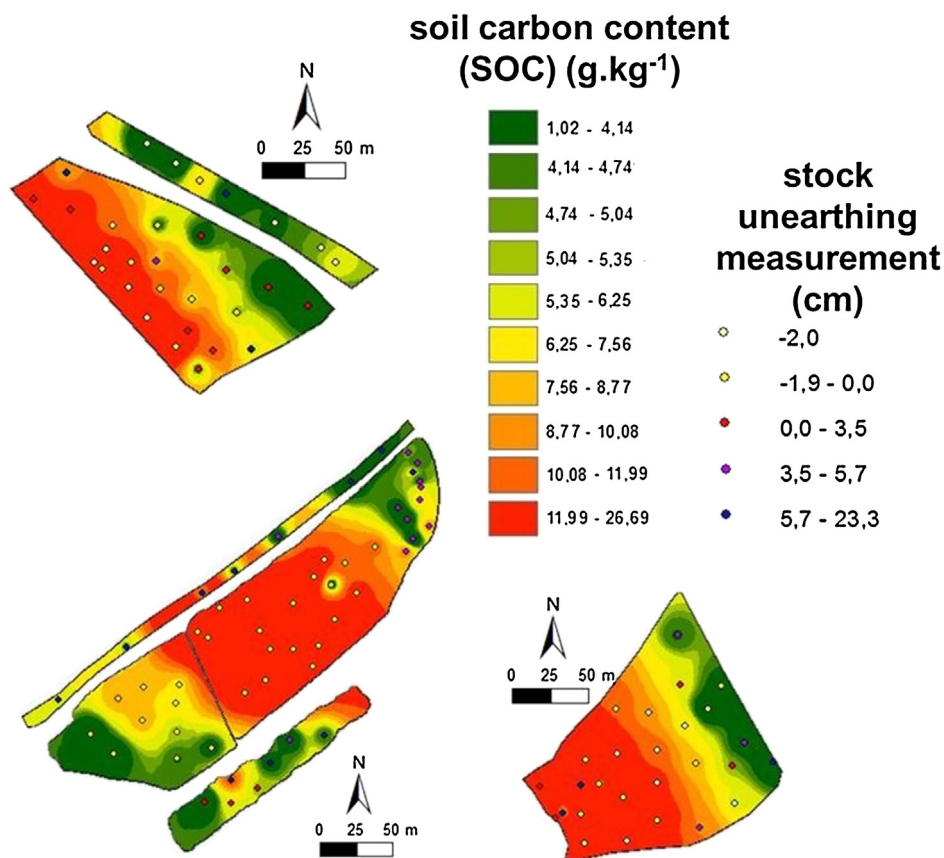 soil carbon content
(SOC) (g.kg-1)
N
0 25 50 m
1,02 - 4,14
4,14 - 4,74
4,74 - 5,04
5,04 - 5,35
5,35 - 6,25
6,25 - 7,56
7,56 - 8,77
8,77 - 10,08
10,08 - 11,99
11,99 - 26,69
stock
unearthing
measurement
(cm)
-2,0
-1,9 - 0,0
0,0 - 3,5
3,5 - 5,7
5,7 - 23,3
N
0 25 50 m
N
0 25 50 m